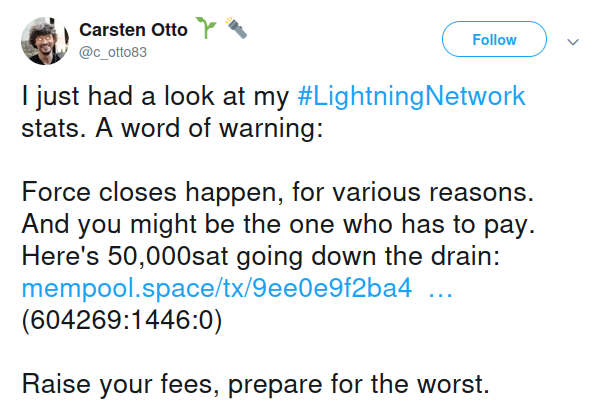 Carsten Otto 🌱 🔦
@c_otto83
Follow
I just had a look at my #LightningNetwork
stats. A word of warning:
Force closes happen, for various reasons.
And you might be the one who has to pay.
Here's 50,000sat going down the drain:
mempool.space/tx/9ee0e9f2ba4 …
(604269:1446:0)
Raise your fees, prepare for the worst.